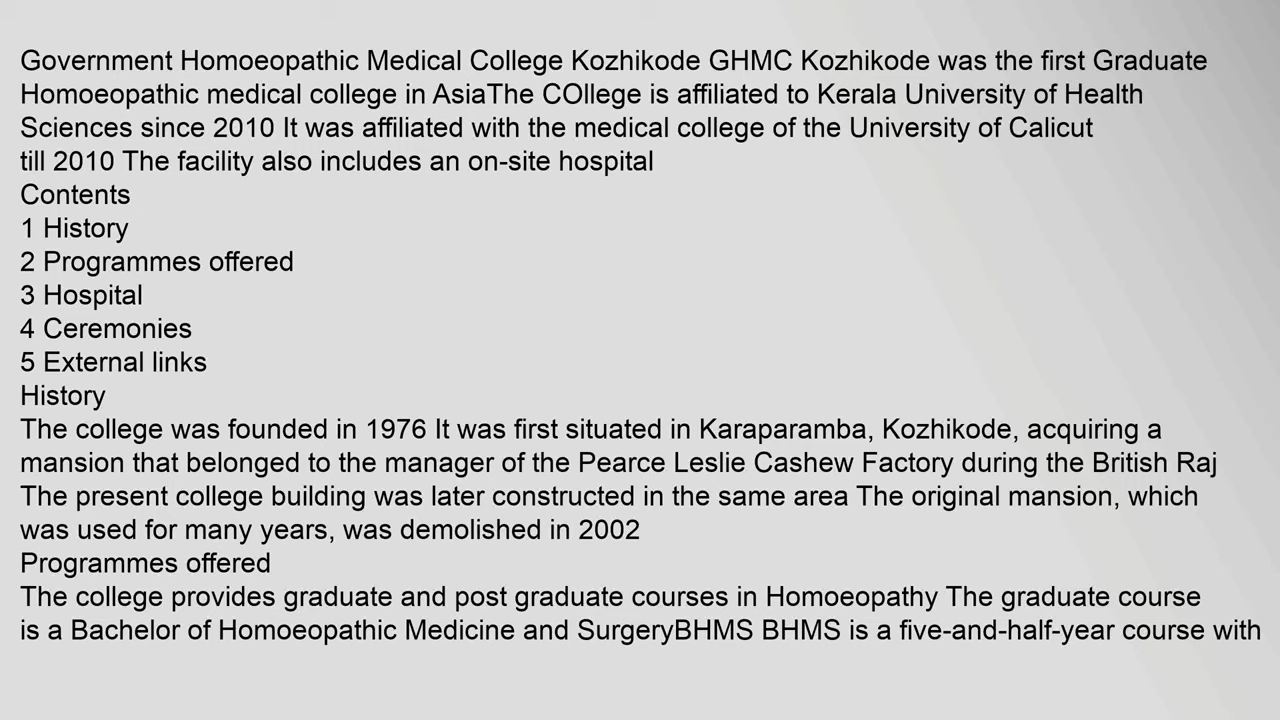 Government Homoeopathic Medical College Kozhikode GHMC Kozhikode was the first Graduate
Homoeopathic medical college in AsiaThe COllege is affiliated to Kerala University of Health
Sciences since 2010 It was affiliated with the medical college of the University of Calicut
till 2010 The facility also includes an on-site hospital
Contents
1 History
2 Programmes offered
3 Hospital
4 Ceremonies
5 External links
History
The college was founded in 1976 It was first situated in Karaparamba, Kozhikode, acquiring a
mansion that belonged to the manager of the Pearce Leslie Cashew Factory during the British Raj
The present college building was later constructed in the same area The original mansion, which
was used for many years, was demolished in 2002
Programmes offered
The college provides graduate and post graduate courses in Homoeopathy The graduate course
is a Bachelor of Homoeopathic Medicine and SurgeryBHMS BHMS is a five-and-half-year course with